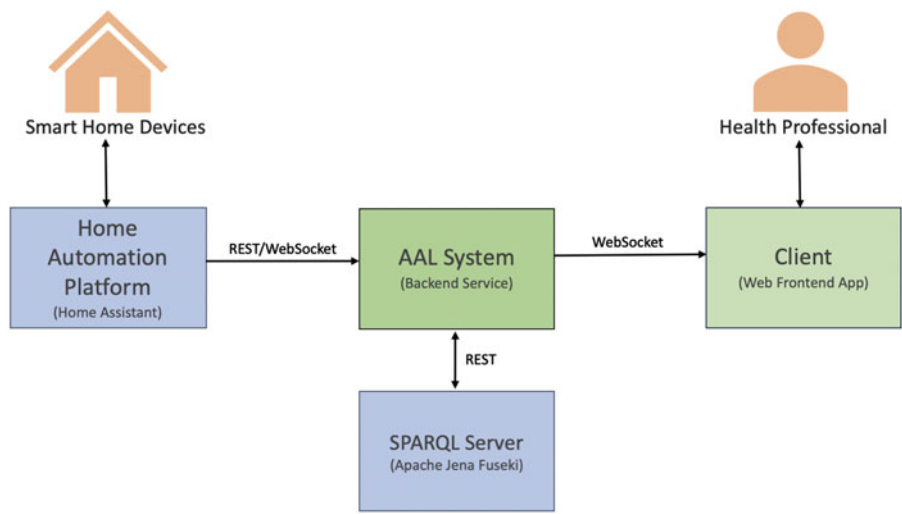 Smart Home Devices
Health Professional
Home
Automation
Platform
(Home Assistant)
REST/WebSocket
AAL System
(Backend Service)
WebSocket
Client
(Web Frontend App)
REST
SPARQL Server
(Apache Jena Fuseki)